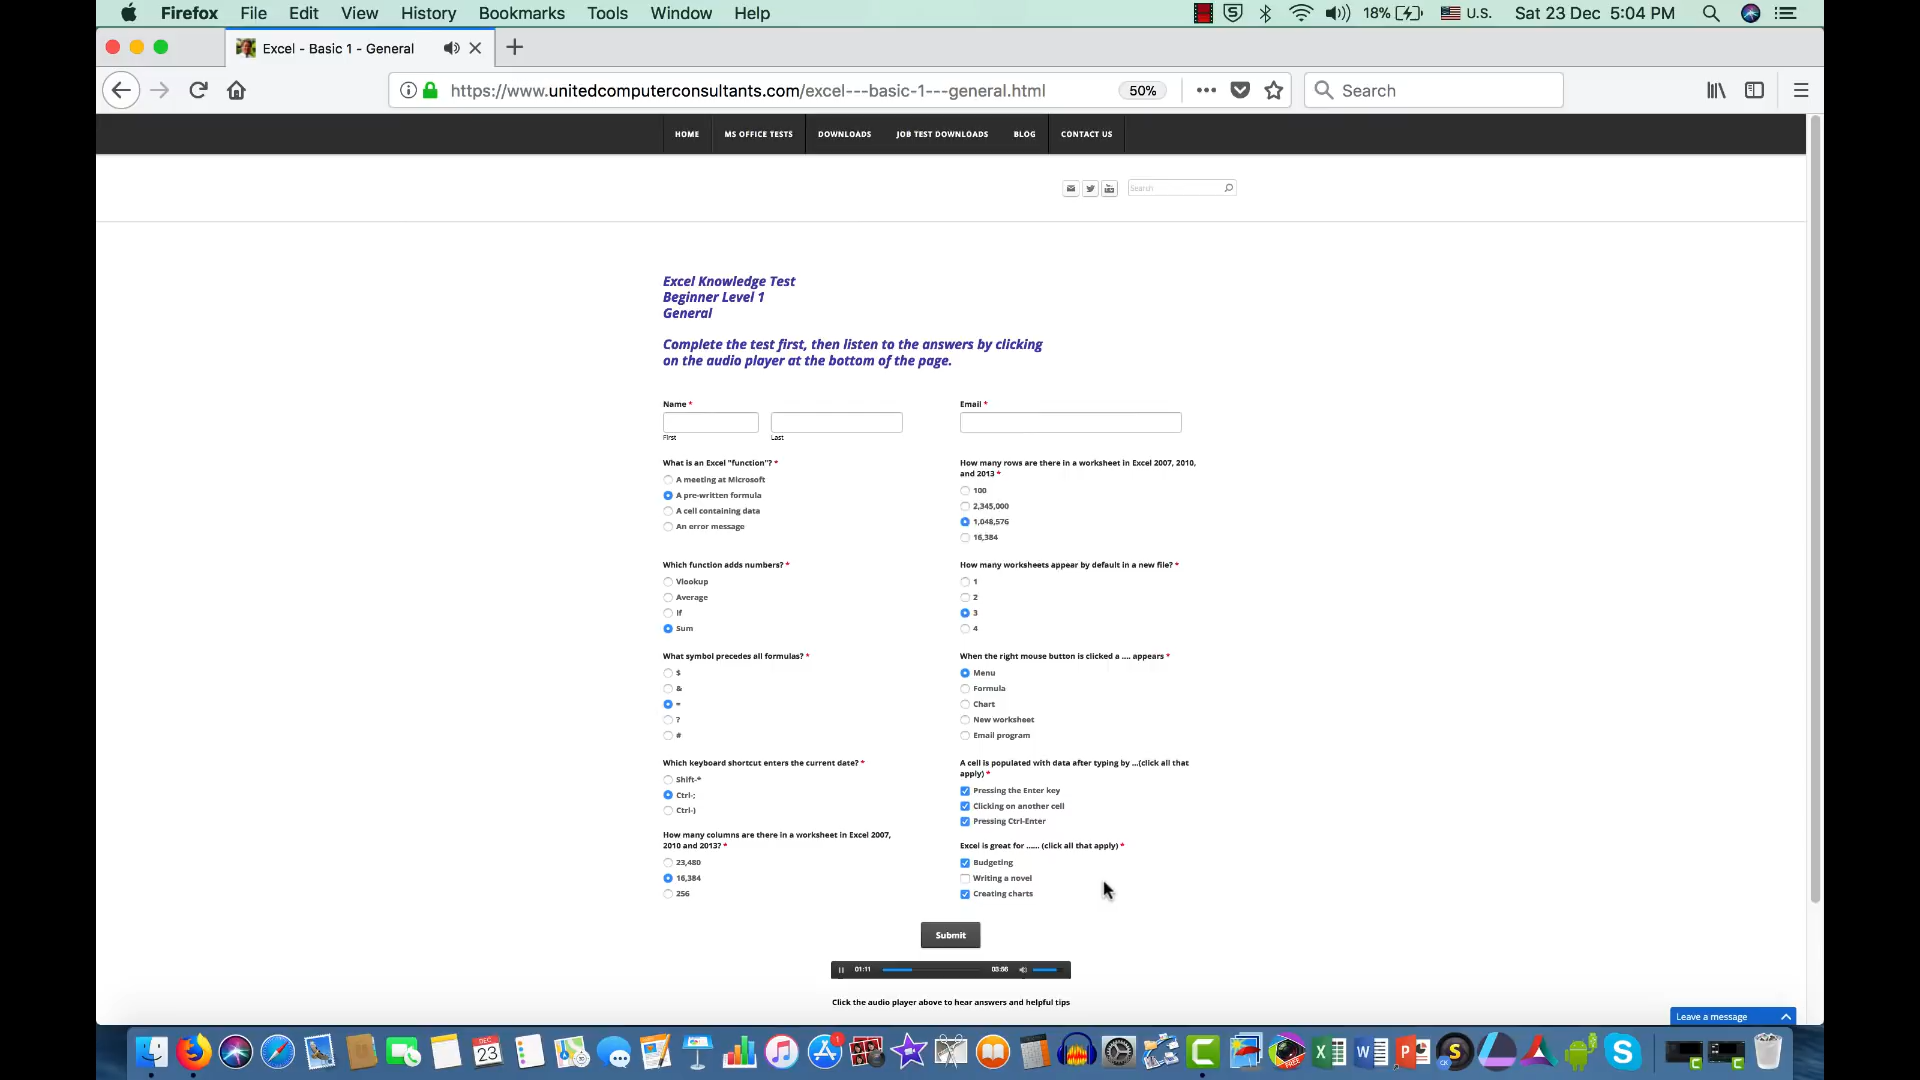 Firefox File Edit View History Bookmarks Tools Window Help
18% U.S. Sat 23 Dec 5:04 PM
Excel - Basic 1 - General
https://www.unitedcomputerconsultants.com/excel---basic-1---general.html 50% Search
HOME MS OFFICE TESTS DOWNLOADS JOB TEST DOWNLOADS BLOG CONTACT US
Search
Excel Knowledge Test
Beginner Level 1
General
Complete the test first, then listen to the answers by clicking
on the audio player at the bottom of the page.
Name *
First Last
What is an Excel "function"? *
A meeting at Microsoft
A pre-written formula
A cell containing data
An error message
Which function adds numbers? *
Vlookup
Average
If
Sum
What symbol precedes all formulas? *
$
&
=
?
#
Which keyboard shortcut enters the current date? *
Shift-*
Ctrl-;
Ctrl-)
How many columns are there in a worksheet in Excel 2007,
2010 and 2013? *
23,480
16,384
256
Email *
How many rows are there in a worksheet in Excel 2007, 2010,
and 2013 *
100
2,345,000
1,048,576
16,384
How many worksheets appear by default in a new file? *
1
2
3
4
When the right mouse button is clicked a .... appears *
Menu
Formula
Chart
New worksheet
Email program
A cell is populated with data after typing by ...(click all that
apply) *
Pressing the Enter key
Clicking on another cell
Pressing Ctrl-Enter
Excel is great for ...... (click all that apply) *
Budgeting
Writing a novel
Creating charts
Submit
01:11
Click the audio player above to hear answers and helpful tips
Leave a message
DEC
23
1
FREE